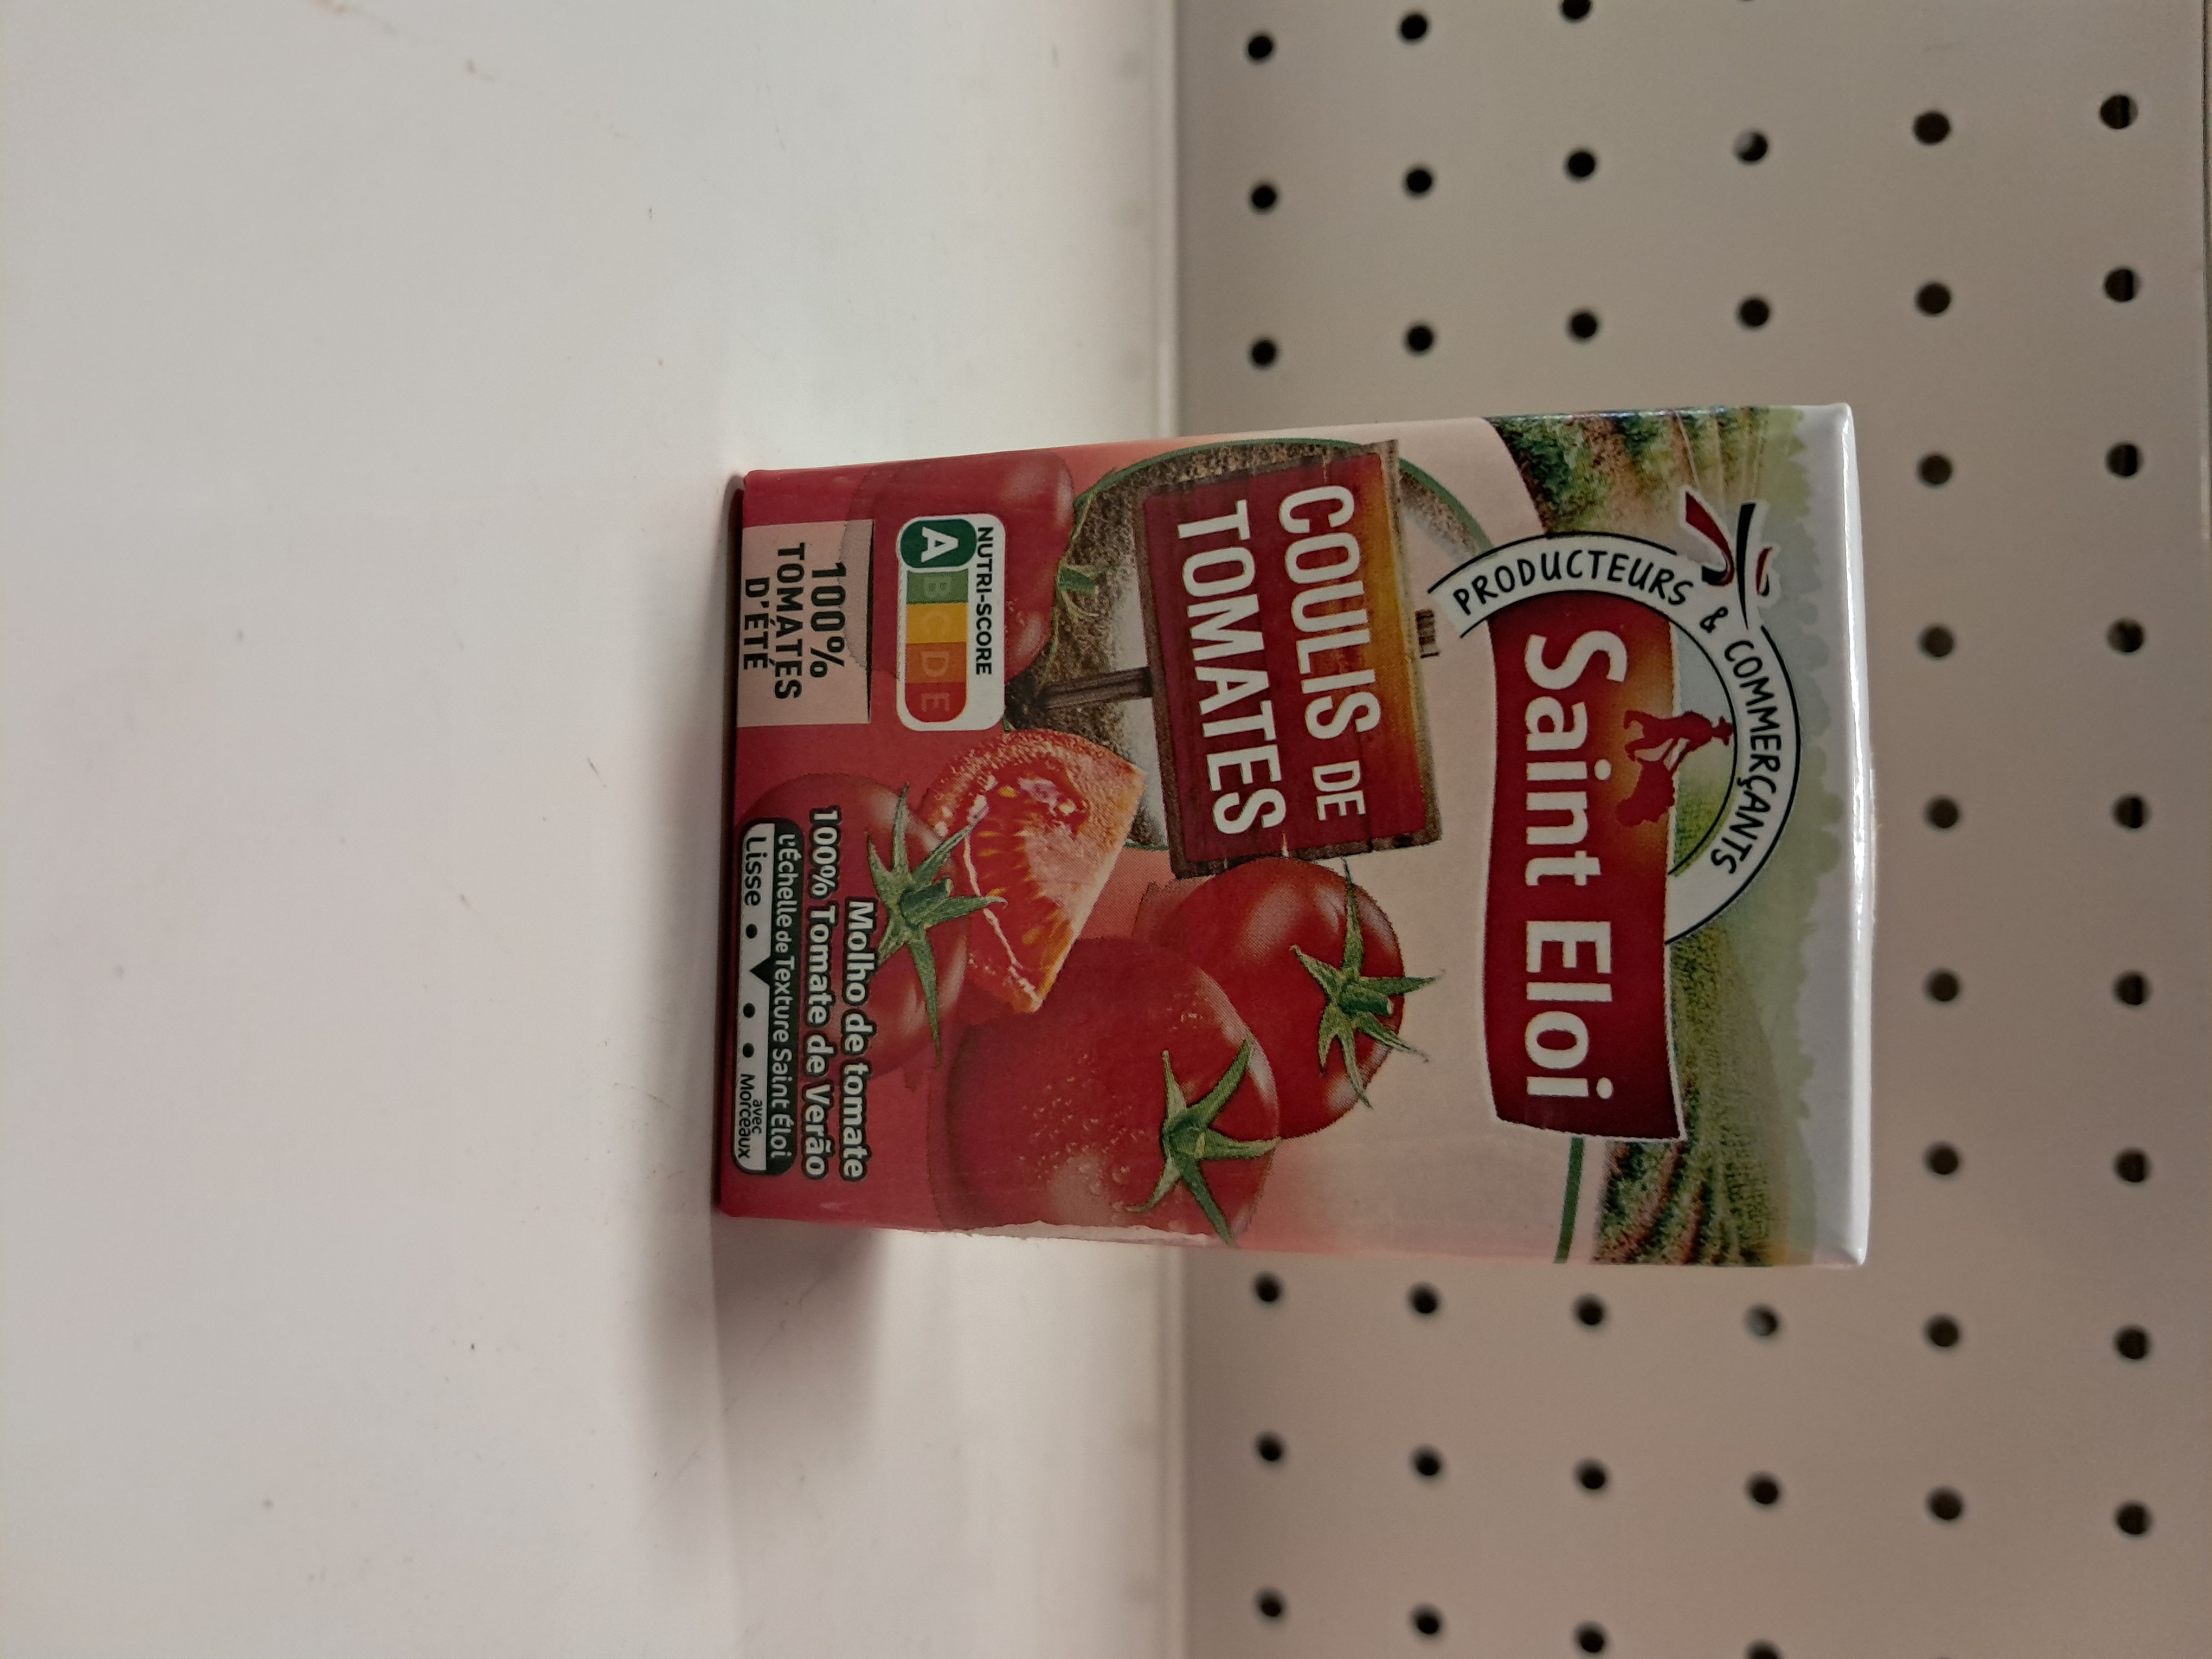 PRODUCTEURS & COMMERÇANTS
Saint Eloi
COULIS DE
TOMATES
NUTRI-SCORE
A B C D E
100%
TOMATES
D'ÉTÉ
Molho de tomate
100% Tomate de Verão
L'Échelle de Texture Saint Éloi
Lisse
avec
Morceaux